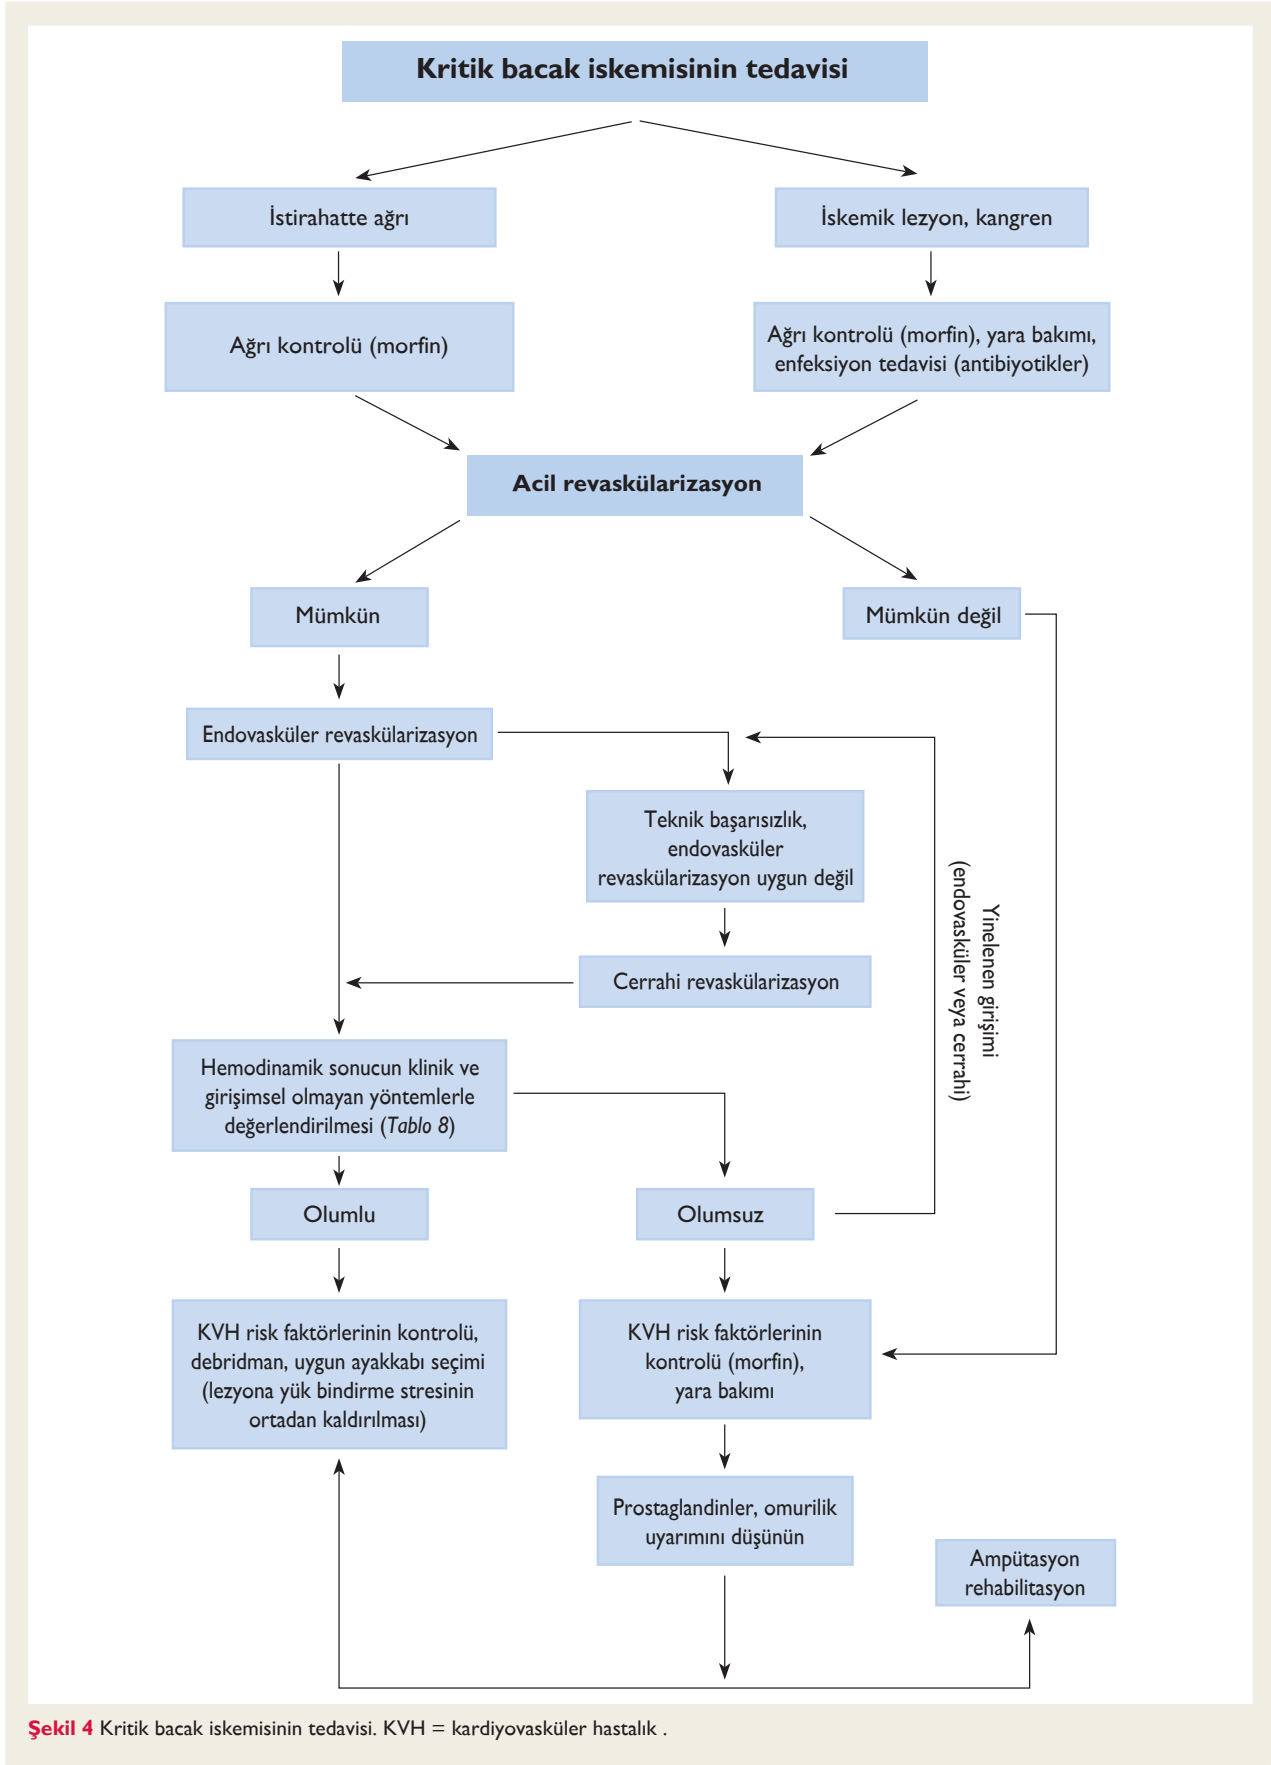 Kritik bacak iskemisinin tedavisi
İstirahatte ağrı
İskemik lezyon, kangren
Ağrı kontrolü (morfin)
Ağrı kontrolü (morfin), yara bakımı,
enfeksiyon tedavisi (antibiyotikler)
Acil revaskülarizasyon
Mümkün
Mümkün değil
Endovasküler revaskülarizasyon
Teknik başarısızlık,
endovasküler
revaskülarizasyon uygun değil
Cerrahi revaskülarizasyon
Yinelenen girişimi
(endovasküler veya cerrahi)
Hemodinamik sonucun klinik ve
girişimsel olmayan yöntemlerle
değerlendirilmesi (Tablo 8)
Olumlu
Olumsuz
KVH risk faktörlerinin kontrolü,
debridman, uygun ayakkabı seçimi
(lezyona yük bindirme stresinin
ortadan kaldırılması)
KVH risk faktörlerinin
kontrolü (morfin),
yara bakımı
Prostaglandinler, omurilik
uyarımını düşünün
Ampütasyon
rehabilitasyon
Şekil 4 Kritik bacak iskemisinin tedavisi. KVH = kardiyovasküler hastalık .